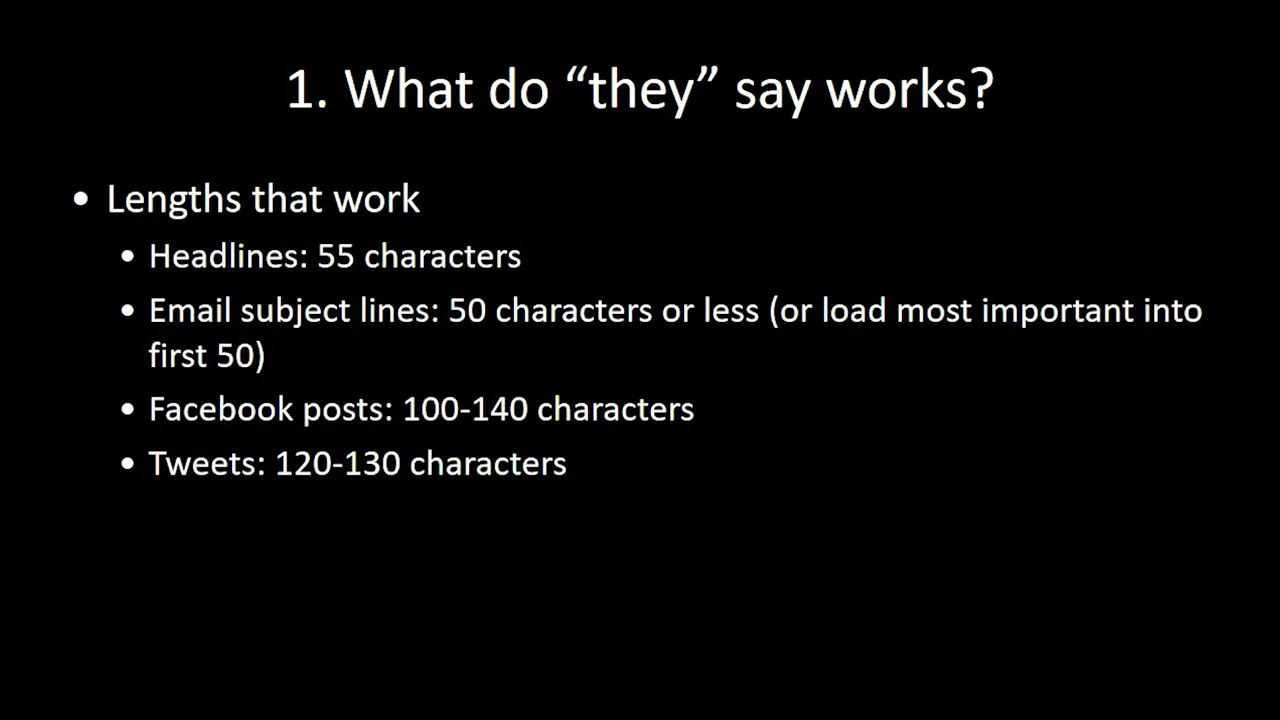 1. What do “they” say works?
• Lengths that work
• Headlines: 55 characters
• Email subject lines: 50 characters or less (or load most important into
first 50)
• Facebook posts: 100-140 characters
• Tweets: 120-130 characters